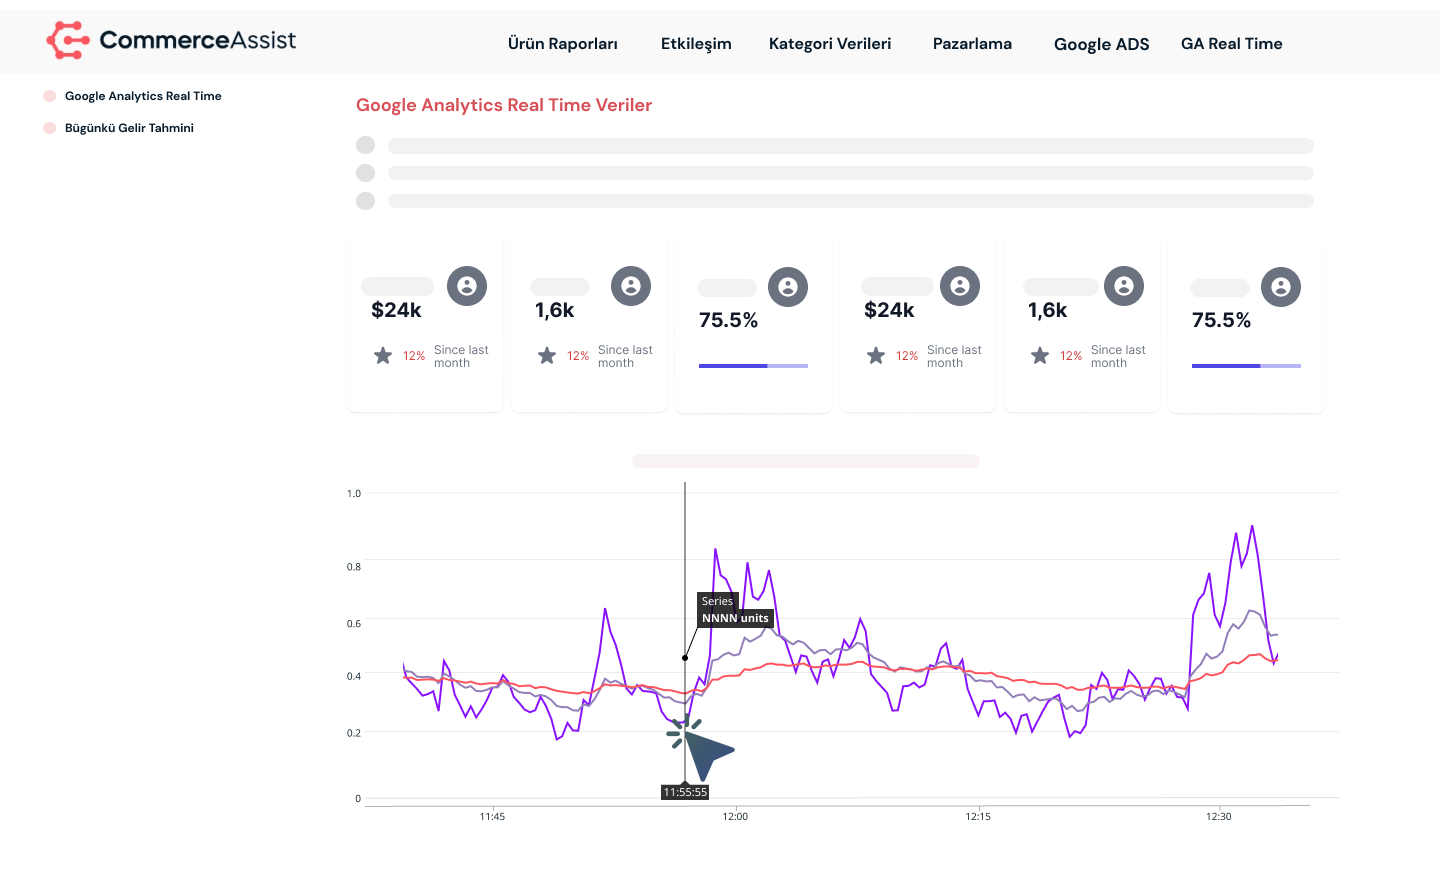 CommerceAssist
Ürün Raporları Etkileşim Kategori Verileri Pazarlama Google ADS GA Real Time
Google Analytics Real Time
Bügünkü Gelir Tahmini
Google Analytics Real Time Veriler
$24k
12% Since last
month
1,6k
12% Since last
month
75.5%
$24k
12% Since last
month
1,6k
12% Since last
month
75.5%
1.0
0.8
0.6
0.4
0.2
0
Series
NNNN units
11:55:55
11:45 12:00 12:15 12:30